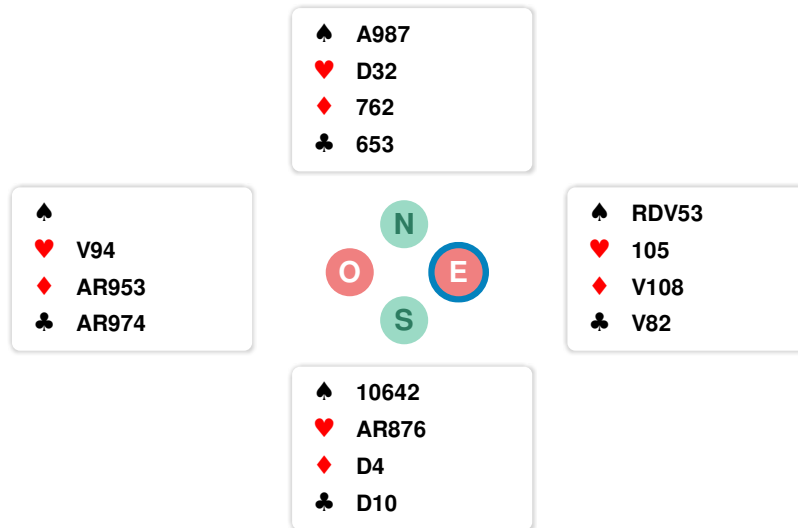 ♠ A987
♥ D32
♦ 762
♣ 653
♠
♥ V94
♦ AR953
♣ AR974
N
O
E
S
♠ RDV53
♥ 105
♦ V108
♣ V82
♠ 10642
♥ AR876
♦ D4
♣ D10